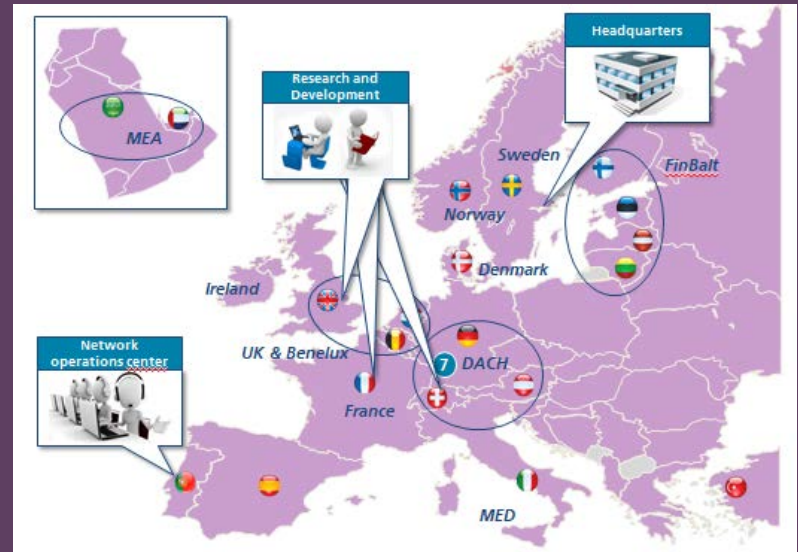 Headquarters
Research and
Development
MEA
Sweden
FinBalt
Norway
Denmark
Ireland
Network
operations center
UK & Benelux
7 DACH
France
MED